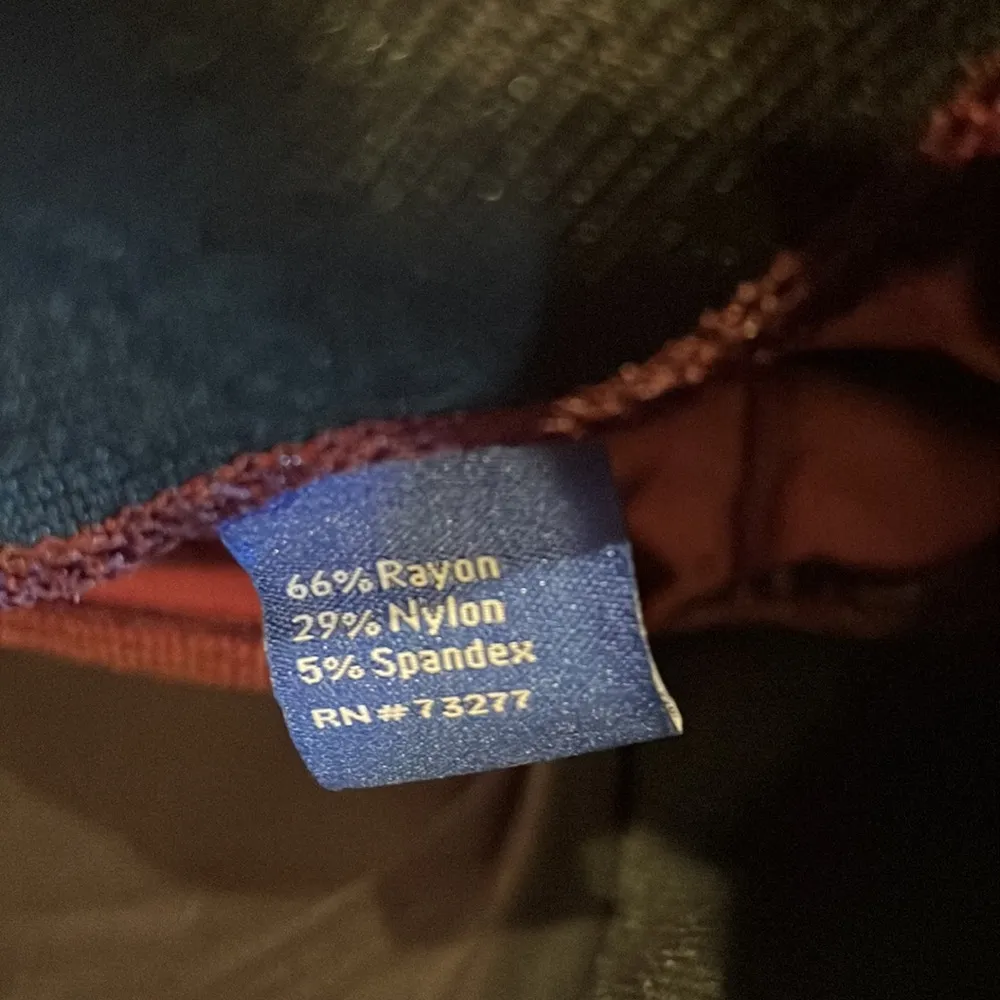 66% Rayon
29% Nylon
5% Spandex
RN# 73277